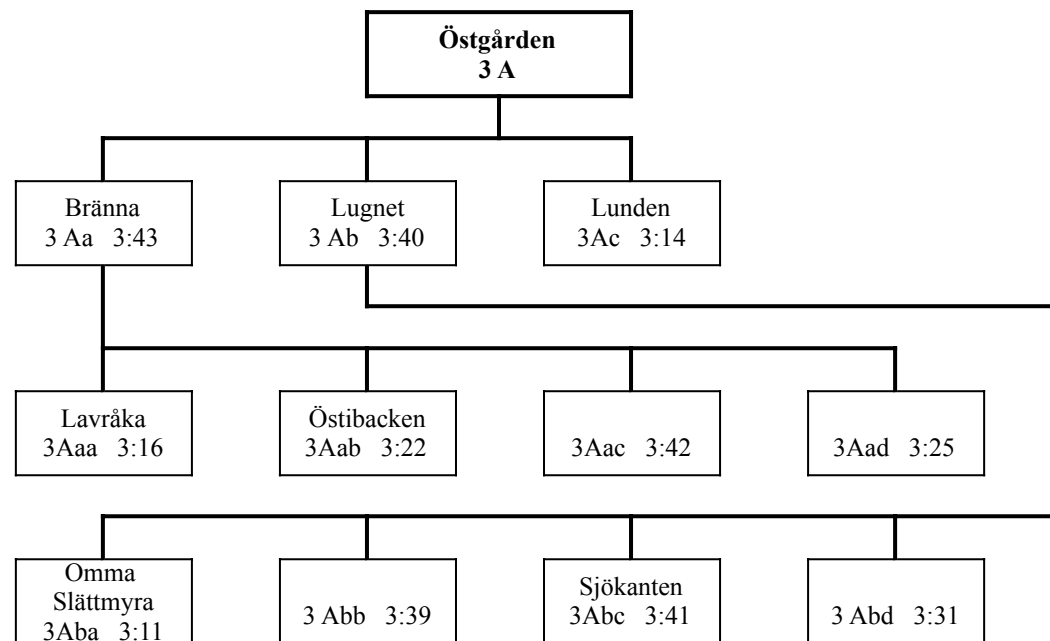 Östgården
3 A
Bränna
3 Aa 3:43
Lugnet
3 Ab 3:40
Lunden
3Ac 3:14
Lavråka
3Aaa 3:16
Östibacken
3Aab 3:22
3Aac 3:42
3Aad 3:25
Omma
Slättmyra
3Aba 3:11
3 Abb 3:39
Sjökanten
3Abc 3:41
3 Abd 3:31